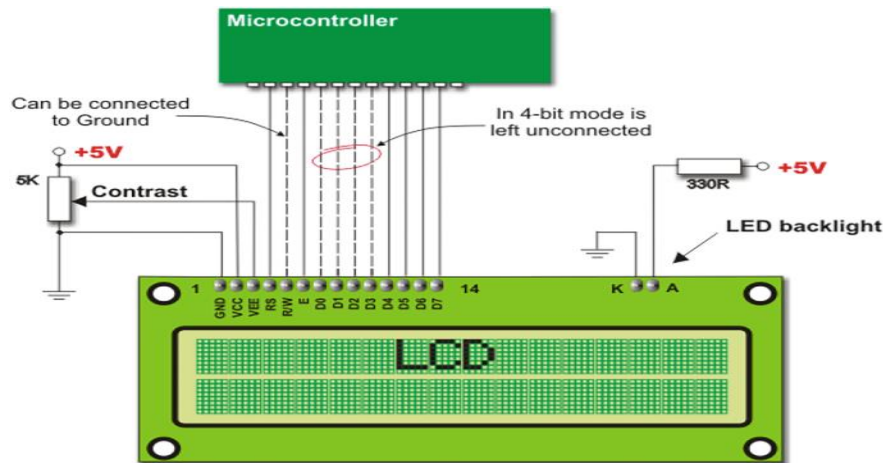 Microcontroller
Can be connected
to Ground
In 4-bit mode is
left unconnected
+5V
5K
Contrast
330R
+5V
LED backlight
1
GND
VCC
VEE
RS
R/W
E
D0
D1
D2
D3
D4
D5
D6
D7
14
K
A
LCD